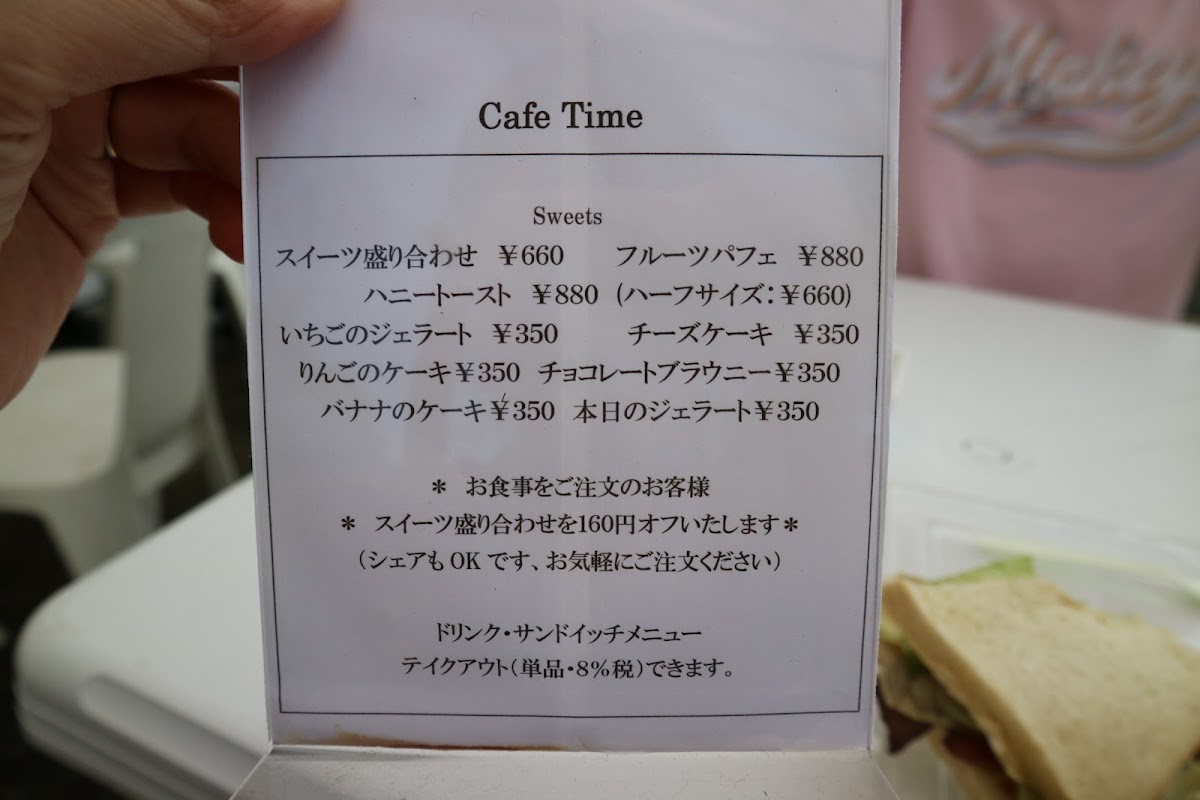 Mickey
Cafe Time
Sweets
スイーツ盛り合わせ ￥660 フルーツパフェ ￥880
ハニートースト ￥880 (ハーフサイズ：￥660)
いちごのジェラート ￥350 チーズケーキ ￥350
りんごのケーキ￥350 チョコレートブラウニー￥350
バナナのケーキ￥350 本日のジェラート￥350
＊ お食事をご注文のお客様
＊ スイーツ盛り合わせを160円オフいたします＊
（シェアも OK です、お気軽にご注文ください）
ドリンク・サンドイッチメニュー
テイクアウト（単品・8％税）できます。